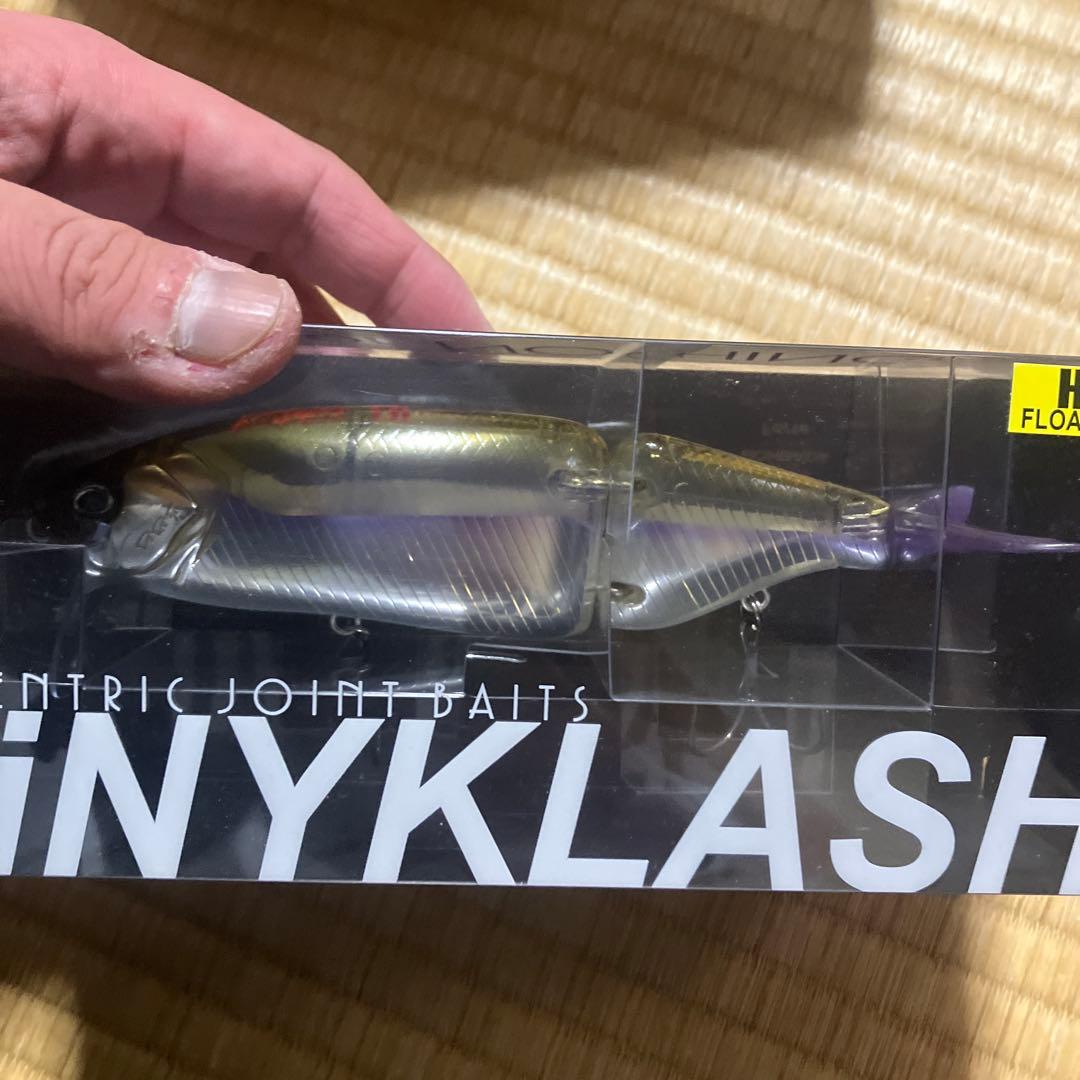 H
FLOA
ENTRIC JOINT BAITS
iNYKLASH